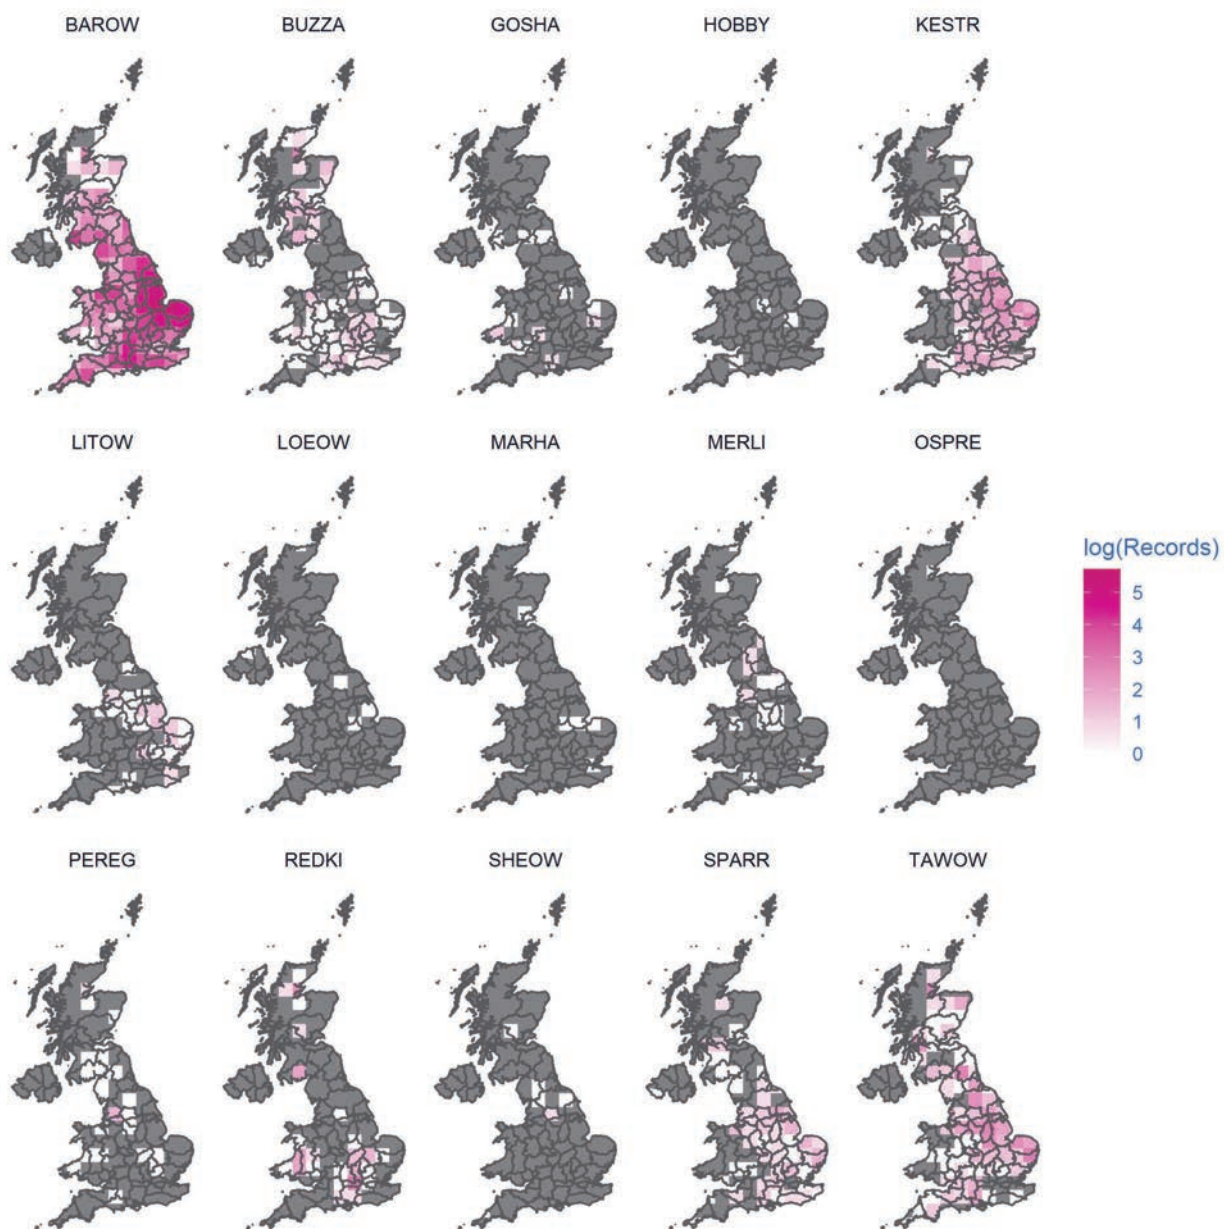 BAROW BUZZA GOSHA HOBBY KESTR
LITOW LOEOW MARHA MERLI OSPRE
log(Records)
5
4
3
2
1
0
PEREG REDKI SHEOW SPARR TAWOW